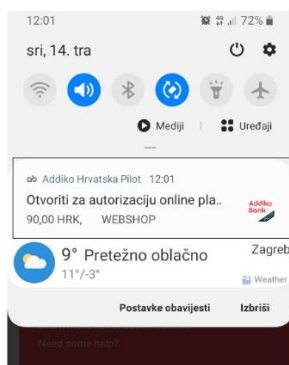 12:01 72%
sri, 14. tra
Mediji | Uređaji
ab Addiko Hrvatska Pilot 12:01
Otvoriti za autorizaciju online pla..
Addiko Bank
90,00 HRK, WEBSHOP
9° Pretežno oblačno Zagreb
11°/-3° Weather
Postavke obavijesti Izbriši
Need some help?